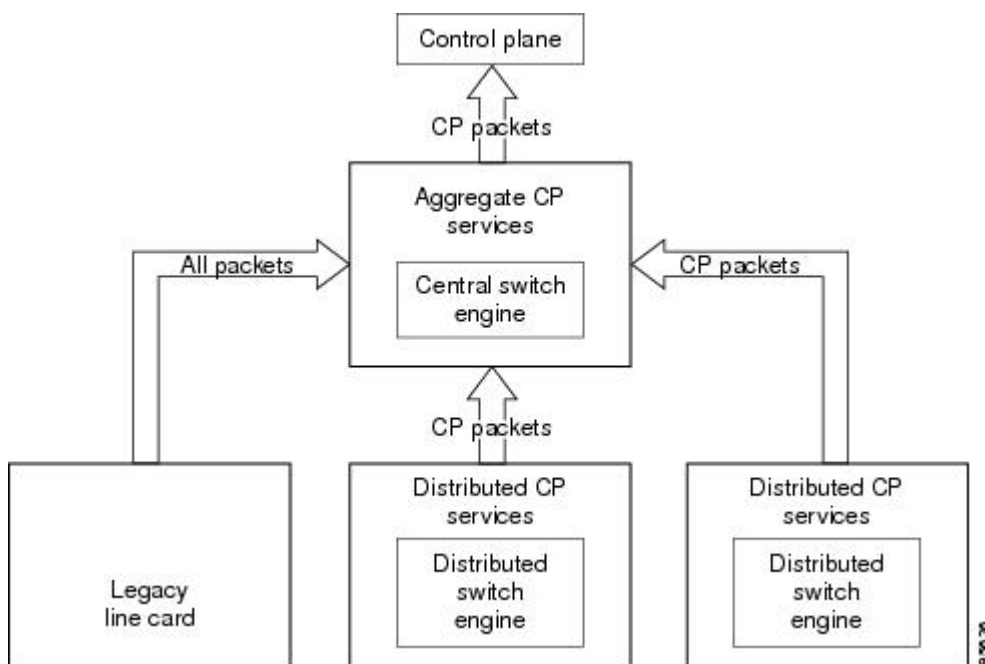 Control plane
CP packets
Aggregate CP
services
All packets
Central switch
engine
CP packets
CP packets
Legacy
line card
Distributed CP
services
Distributed
switch
engine
Distributed CP
services
Distributed
switch
engine